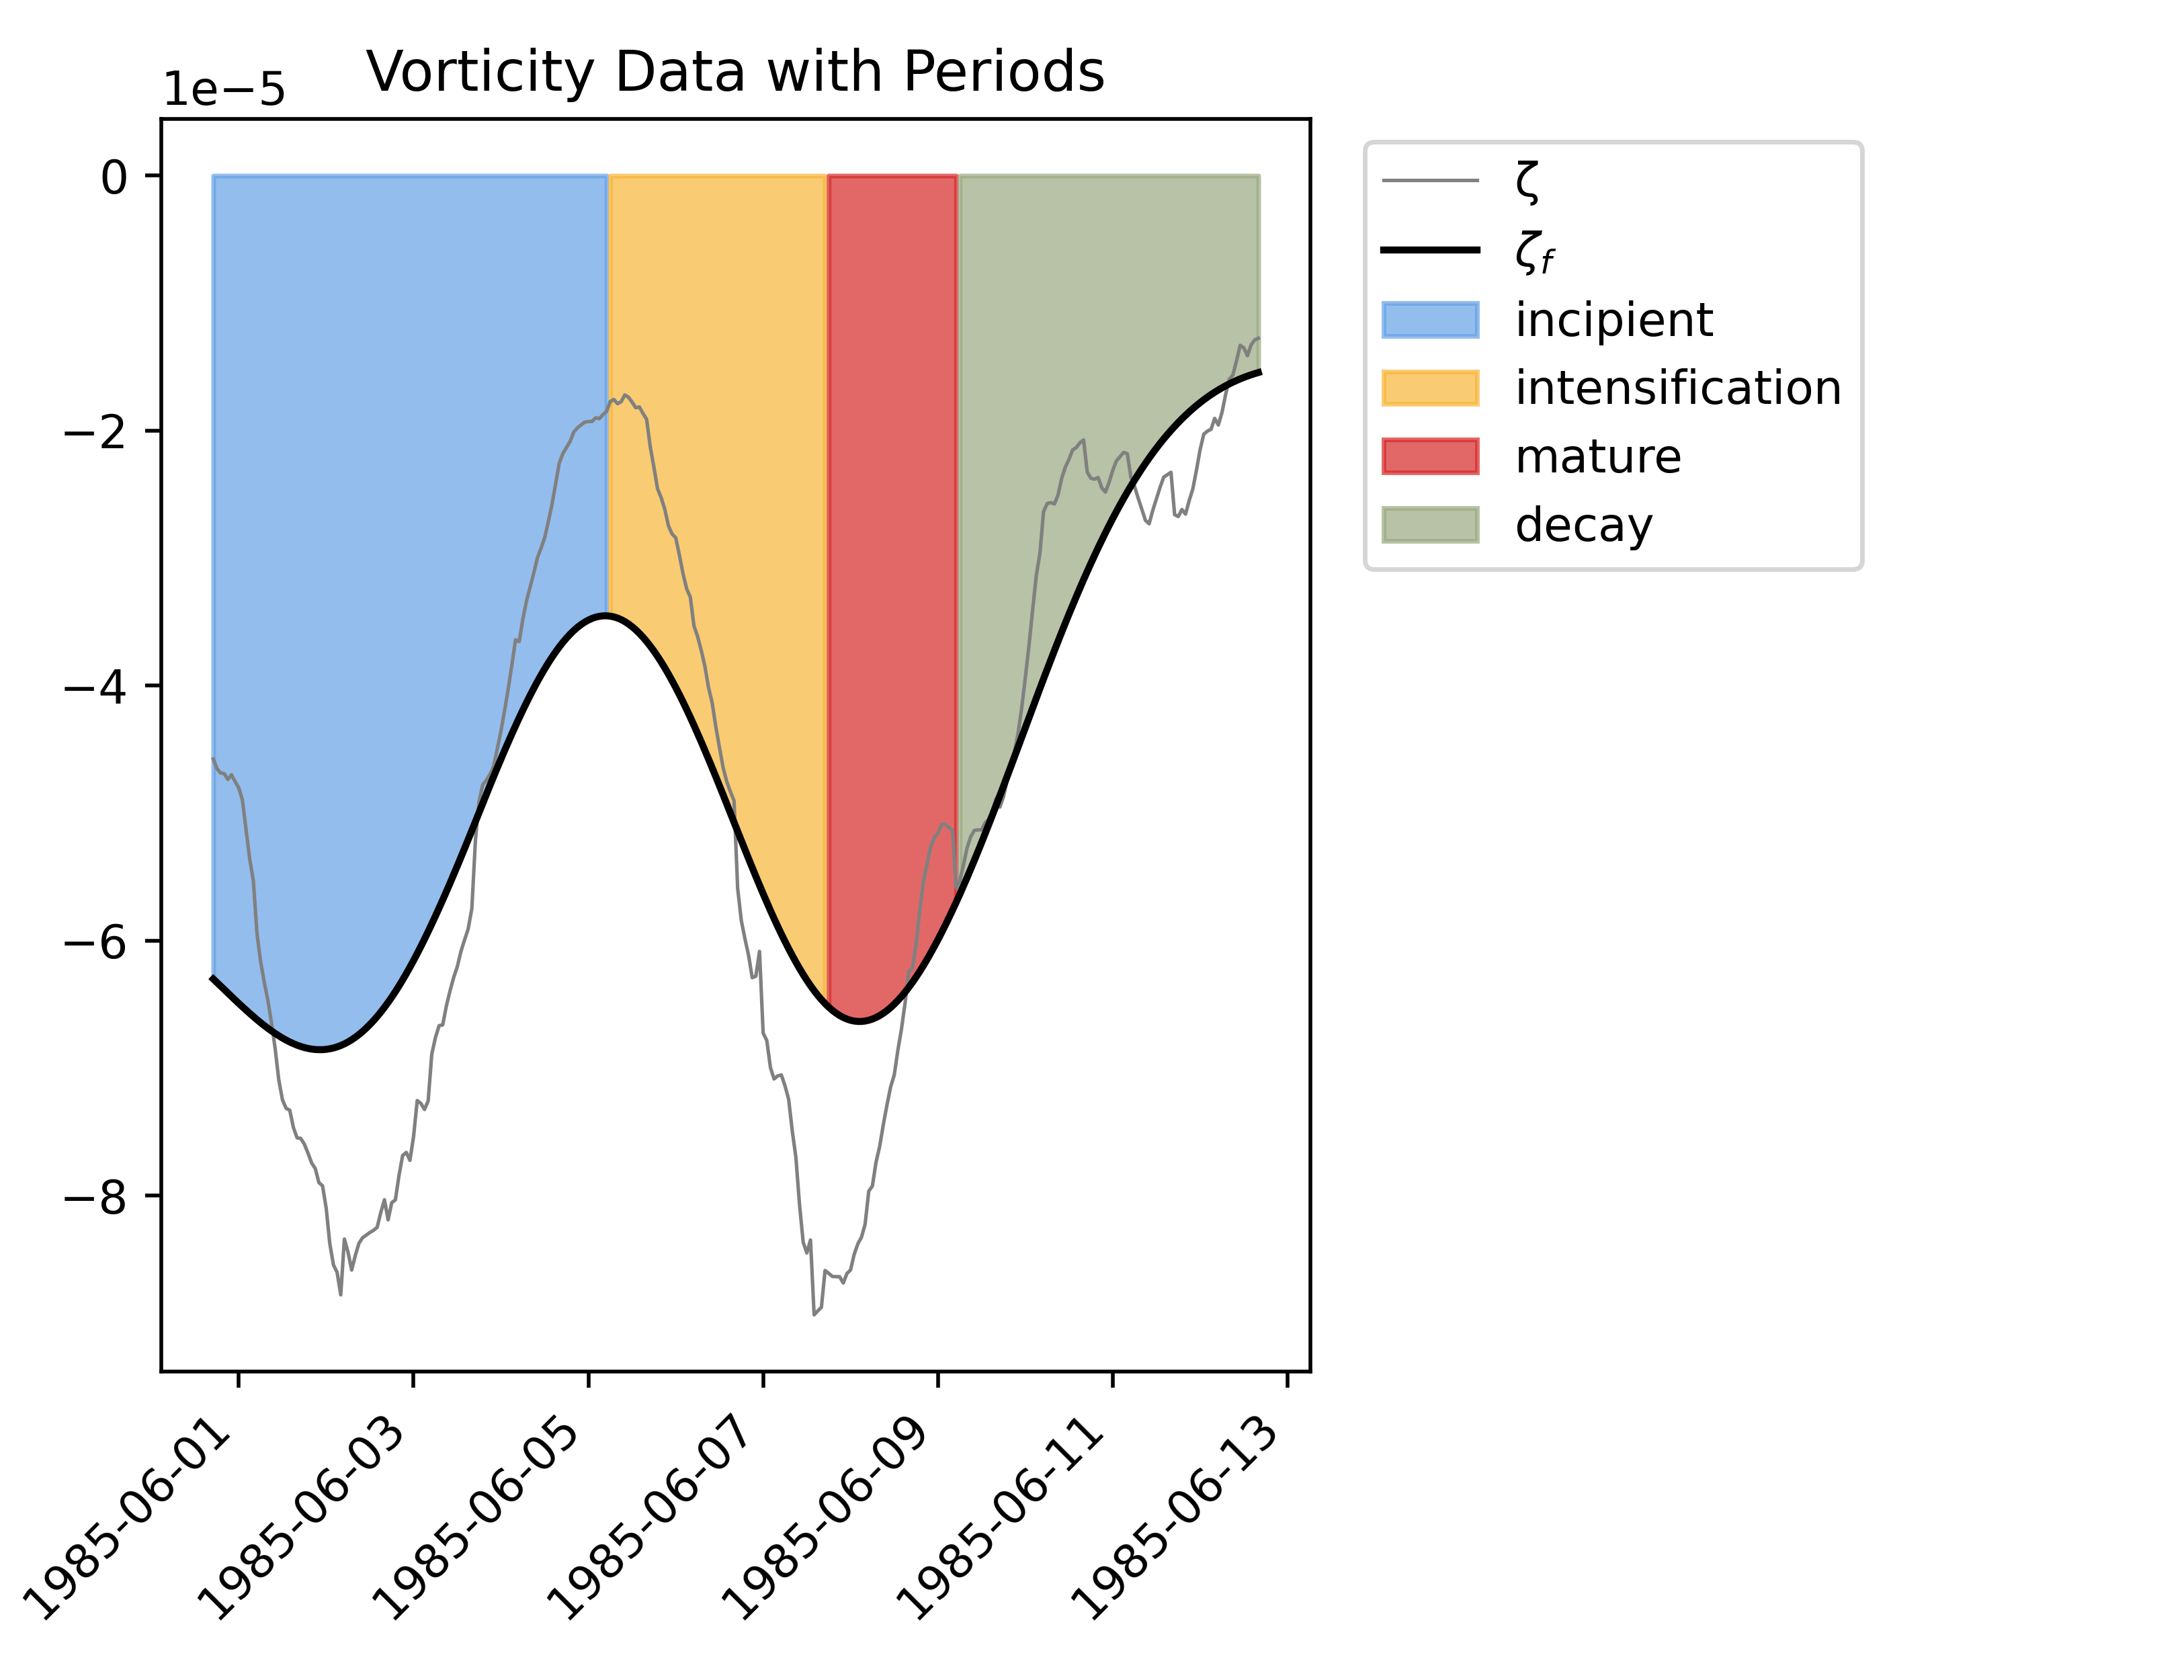 Vorticity Data with Periods
1e−5
0
−2
−4
−6
−8
1985-06-01
1985-06-03
1985-06-05
1985-06-07
1985-06-09
1985-06-11
1985-06-13
ζ
ζf
incipient
intensification
mature
decay